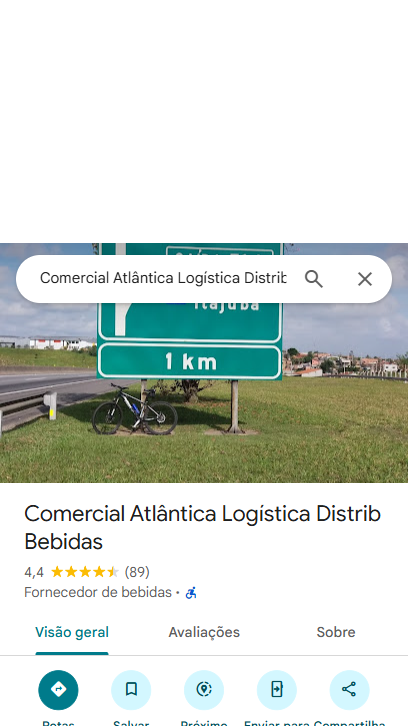 Comercial Atlântica Logística Distrib
Itajubá
1 km
Comercial Atlântica Logística Distrib
Bebidas
4,4 (89)
Fornecedor de bebidas ·
Visão geral
Avaliações
Sobre
Rotas
Salvar
Próximo
Enviar para
Compartilha